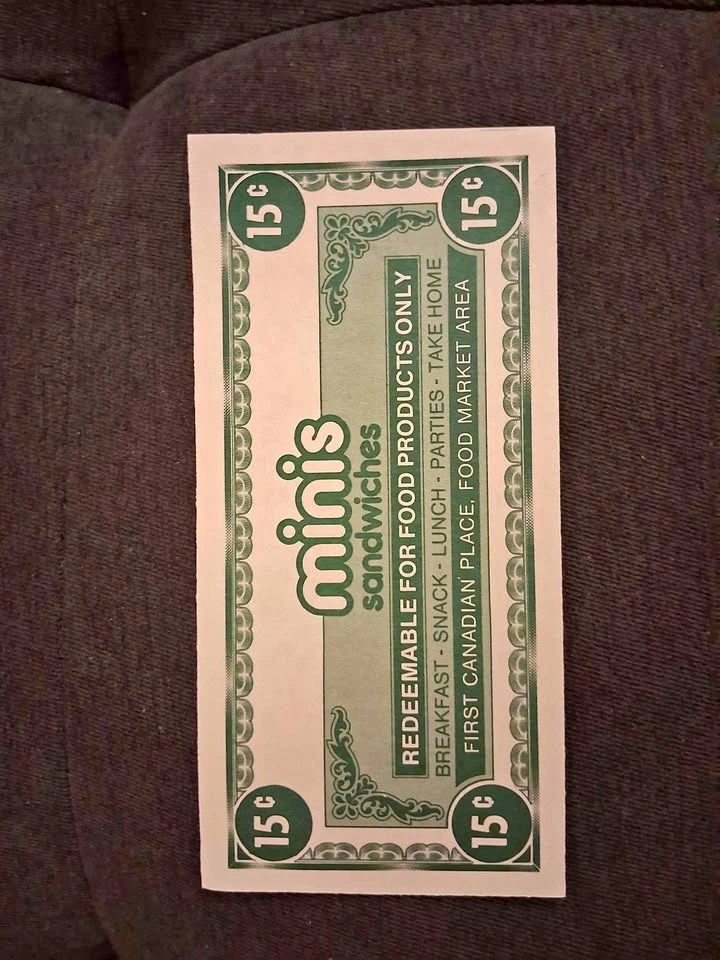 15¢
15¢
minis
sandwiches
REDEEMABLE FOR FOOD PRODUCTS ONLY
BREAKFAST - SNACK - LUNCH - PARTIES - TAKE HOME
FIRST CANADIAN PLACE, FOOD MARKET AREA
15¢
15¢